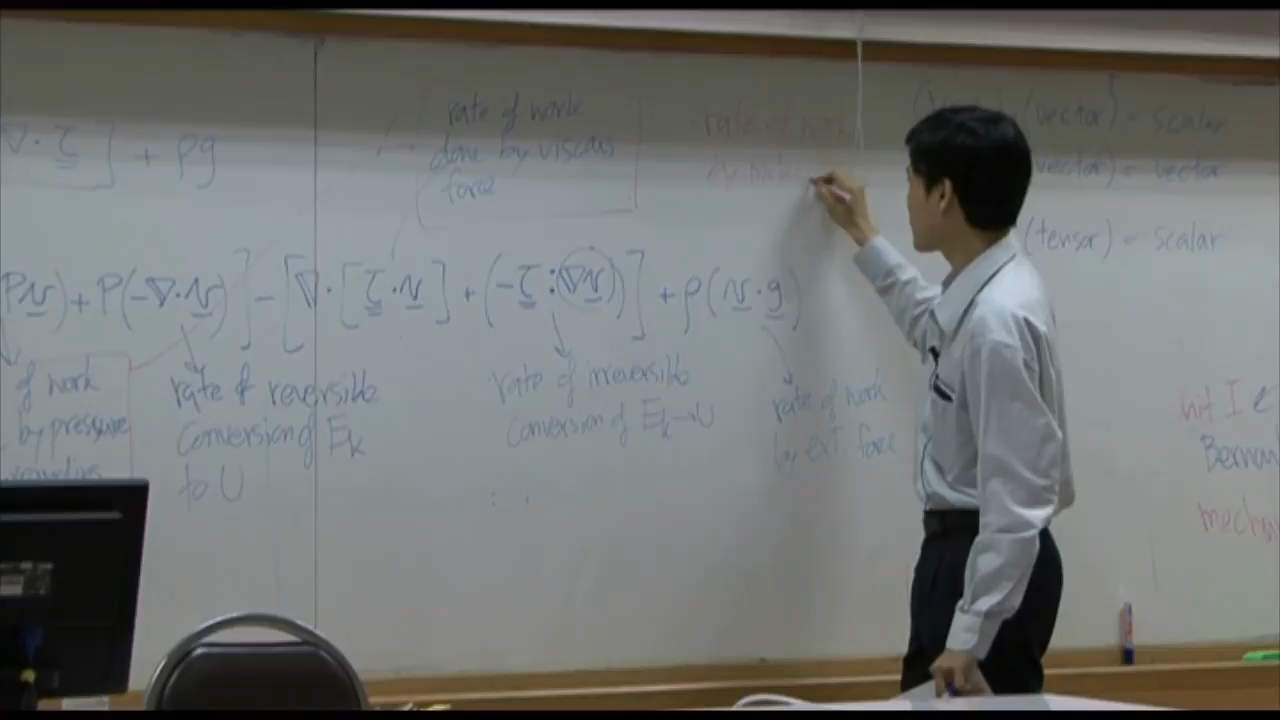 ∇·τ] + ρg
rate of work
done by viscous
force
rate of work
(vector) = scalar
vector) = vector
(tensor) = scalar
Pv) + P(-∇·v)] - [∇·[τ·v] + (-τ:(∇v))] + ρ(v·g)
of work
by pressure
rate of reversible
conversion of Ek
to U
rate of irreversible
conversion of Ek→U
rate of work
by ext. force